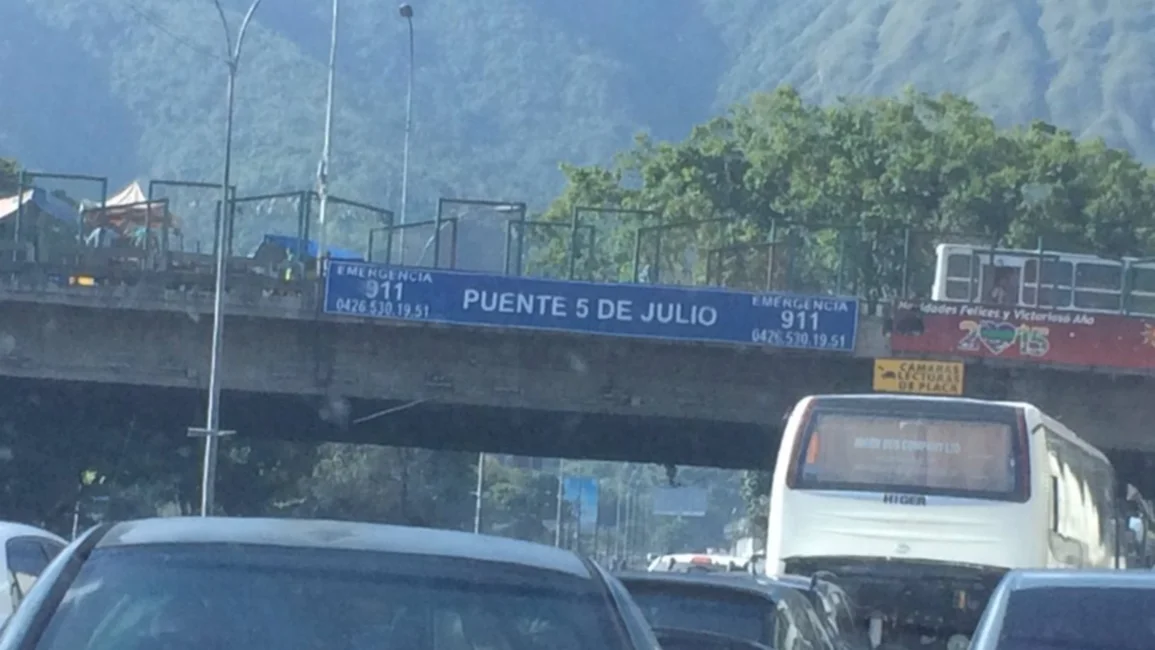 EMERGENCIA
911
0426.530.19.51
PUENTE 5 DE JULIO
EMERGENCIA
911
0426.530.19.51
Navidades Felices y Victorioso Año
2015
CÁMARAS
LECTORAS
DE PLACA
HIGER